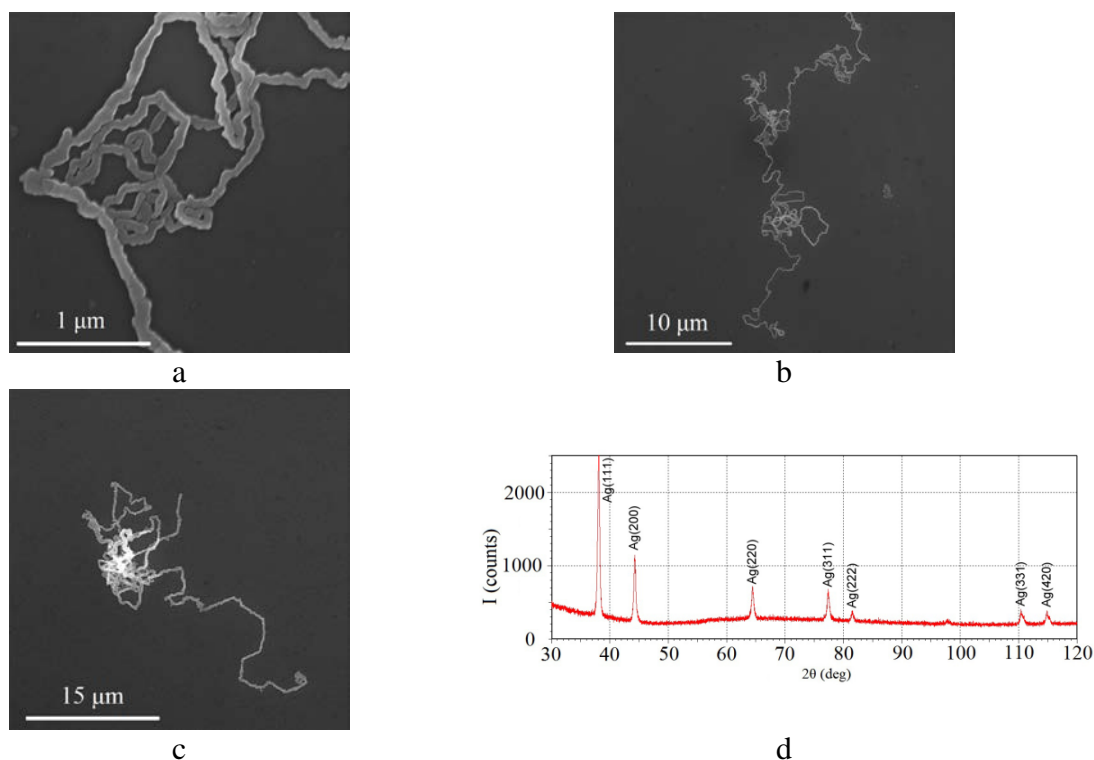 1 μm
a
10 μm
b
15 μm
c
I (counts)
2000
1000
0
Ag(111)
Ag(200)
Ag(220)
Ag(311)
Ag(222)
Ag(331)
Ag(420)
30 40 50 60 70 80 90 100 110 120
2θ (deg)
d